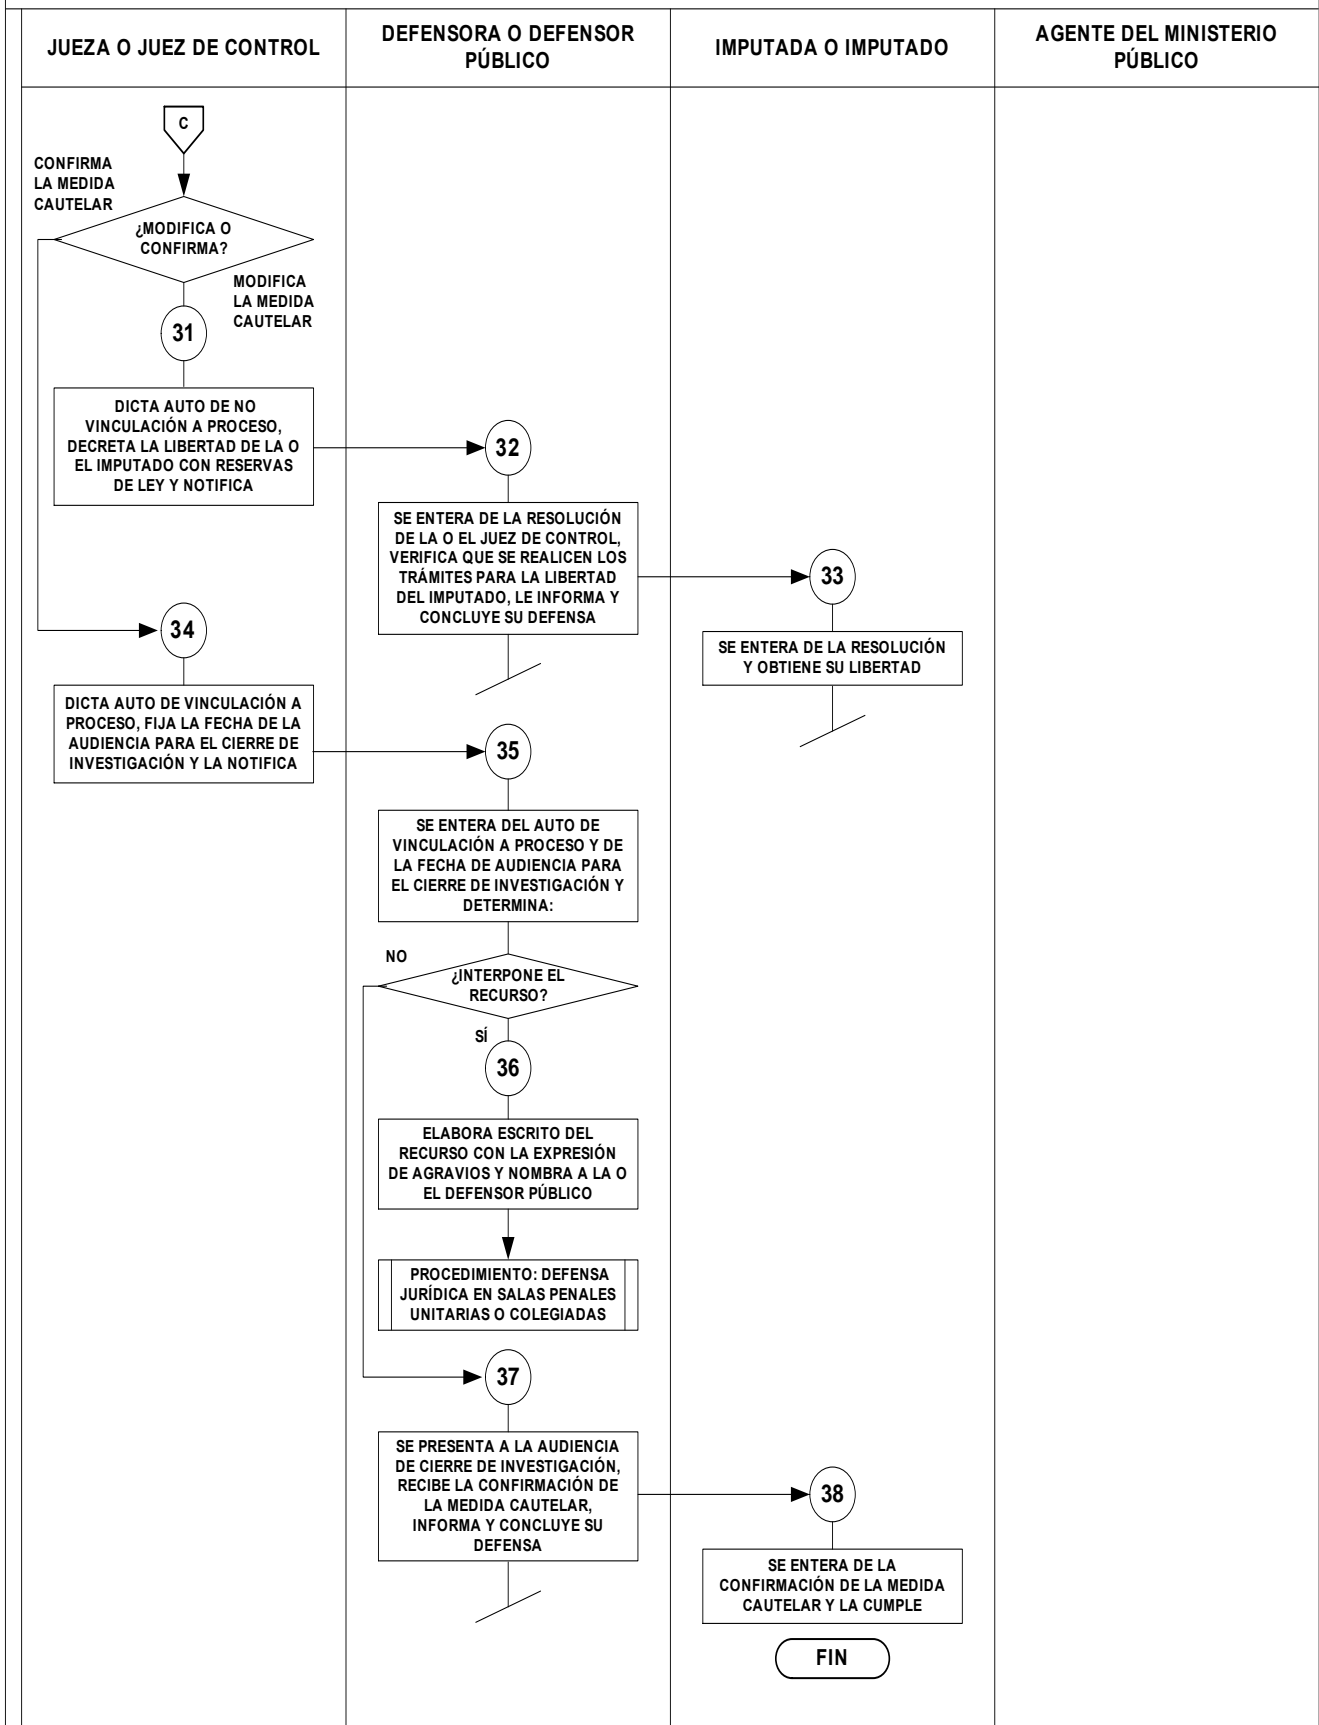 JUEZA O JUEZ DE CONTROL
DEFENSORA O DEFENSOR
PÚBLICO
IMPUTADA O IMPUTADO
AGENTE DEL MINISTERIO
PÚBLICO
C
CONFIRMA
LA MEDIDA
CAUTELAR
¿MODIFICA O
CONFIRMA?
MODIFICA
LA MEDIDA
CAUTELAR
31
DICTA AUTO DE NO
VINCULACIÓN A PROCESO,
DECRETA LA LIBERTAD DE LA O
EL IMPUTADO CON RESERVAS
DE LEY Y NOTIFICA
32
SE ENTERA DE LA RESOLUCIÓN
DE LA O EL JUEZ DE CONTROL,
VERIFICA QUE SE REALICEN LOS
TRÁMITES PARA LA LIBERTAD
DEL IMPUTADO, LE INFORMA Y
CONCLUYE SU DEFENSA
33
SE ENTERA DE LA RESOLUCIÓN
Y OBTIENE SU LIBERTAD
34
DICTA AUTO DE VINCULACIÓN A
PROCESO, FIJA LA FECHA DE LA
AUDIENCIA PARA EL CIERRE DE
INVESTIGACIÓN Y LA NOTIFICA
35
SE ENTERA DEL AUTO DE
VINCULACIÓN A PROCESO Y DE
LA FECHA DE AUDIENCIA PARA
EL CIERRE DE INVESTIGACIÓN Y
DETERMINA:
NO
¿INTERPONE EL
RECURSO?
SÍ
36
ELABORA ESCRITO DEL
RECURSO CON LA EXPRESIÓN
DE AGRAVIOS Y NOMBRA A LA O
EL DEFENSOR PÚBLICO
PROCEDIMIENTO: DEFENSA
JURÍDICA EN SALAS PENALES
UNITARIAS O COLEGIADAS
37
SE PRESENTA A LA AUDIENCIA
DE CIERRE DE INVESTIGACIÓN,
RECIBE LA CONFIRMACIÓN DE
LA MEDIDA CAUTELAR,
INFORMA Y CONCLUYE SU
DEFENSA
38
SE ENTERA DE LA
CONFIRMACIÓN DE LA MEDIDA
CAUTELAR Y LA CUMPLE
FIN